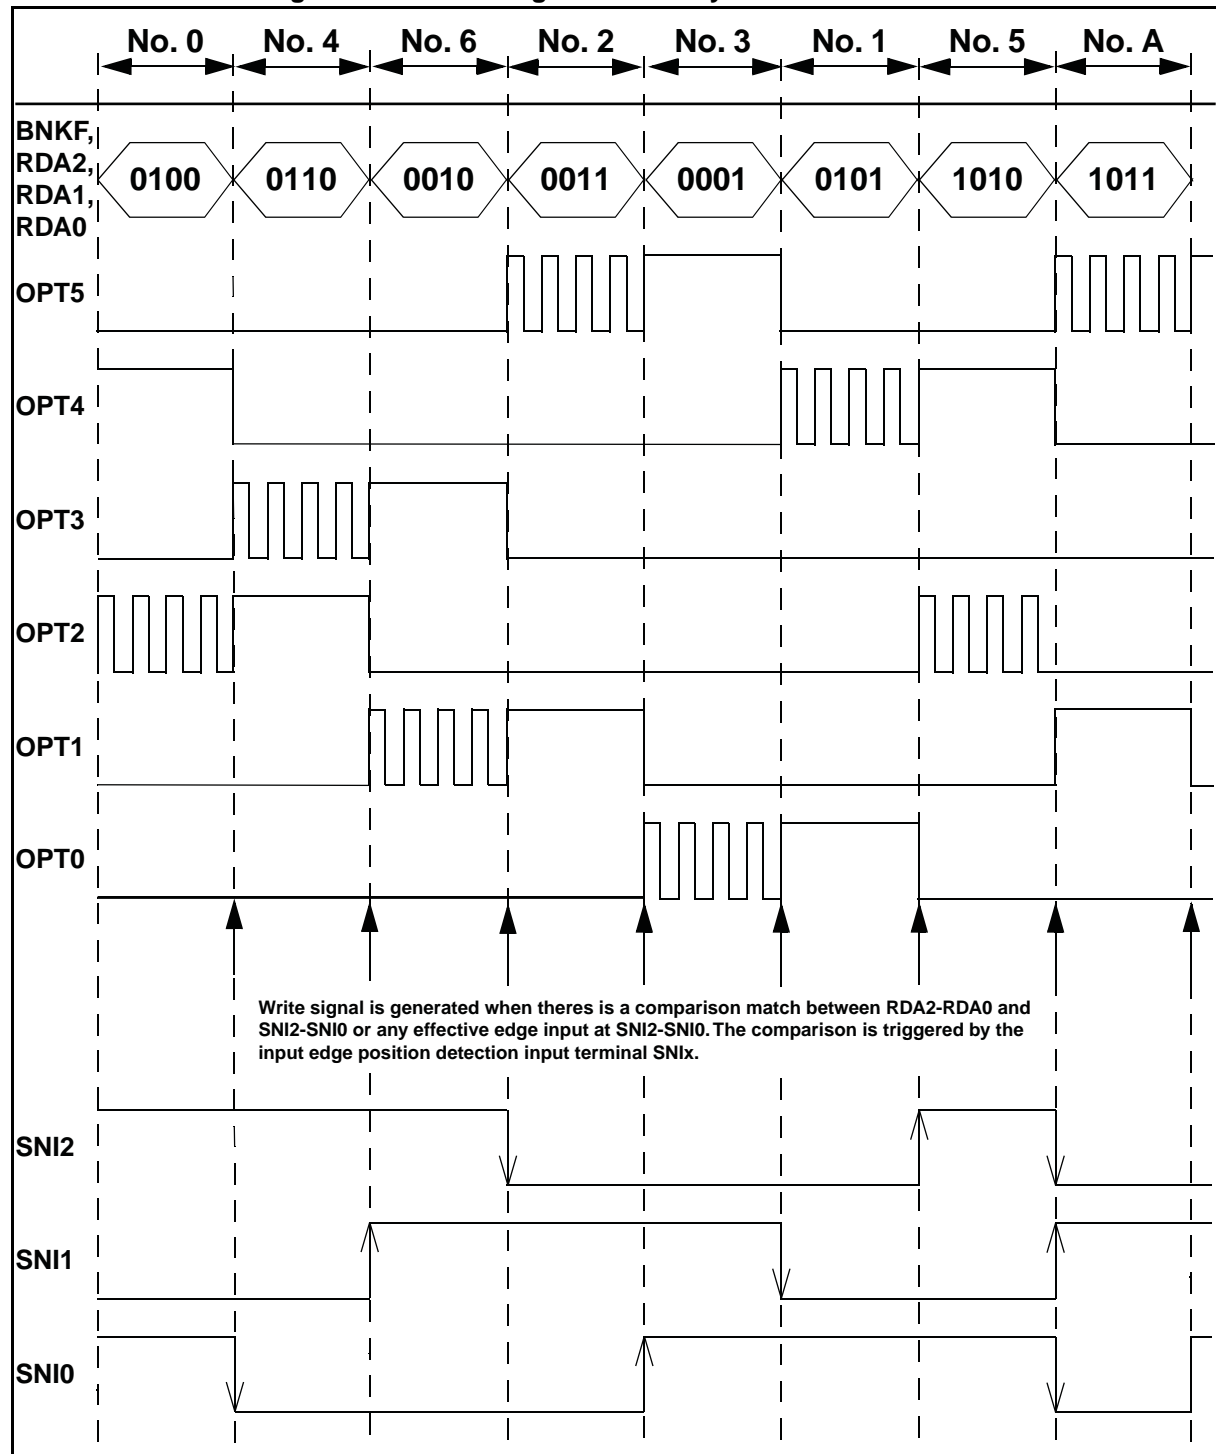 No. 0 No. 4 No. 6 No. 2 No. 3 No. 1 No. 5 No. A
BNKF,
RDA2,
RDA1,
RDA0
0100 0110 0010 0011 0001 0101 1010 1011
OPT5
OPT4
OPT3
OPT2
OPT1
OPT0
Write signal is generated when theres is a comparison match between RDA2-RDA0 and
SNI2-SNI0 or any effective edge input at SNI2-SNI0. The comparison is triggered by the
input edge position detection input terminal SNIx.
SNI2
SNI1
SNI0